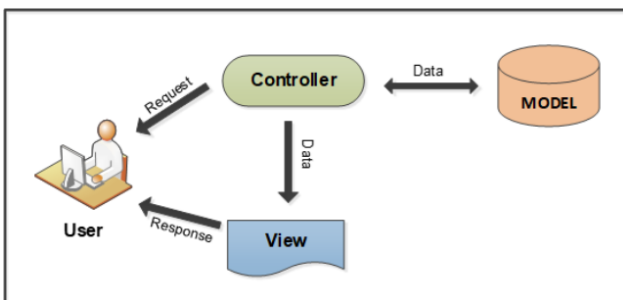 Controller
Data
MODEL
Request
Data
User
Response
View